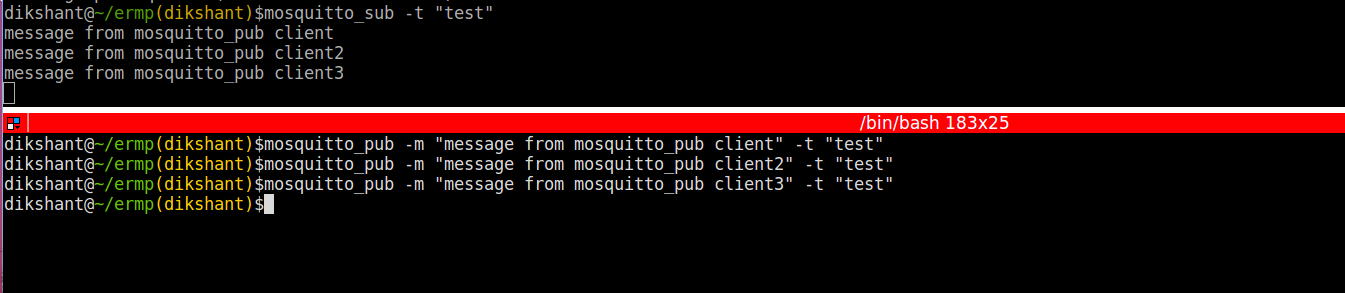 dikshant@~/ermp(dikshant)$mosquitto_sub -t "test"
message from mosquitto_pub client
message from mosquitto_pub client2
message from mosquitto_pub client3
/bin/bash 183x25
dikshant@~/ermp(dikshant)$mosquitto_pub -m "message from mosquitto_pub client" -t "test"
dikshant@~/ermp(dikshant)$mosquitto_pub -m "message from mosquitto_pub client2" -t "test"
dikshant@~/ermp(dikshant)$mosquitto_pub -m "message from mosquitto_pub client3" -t "test"
dikshant@~/ermp(dikshant)$